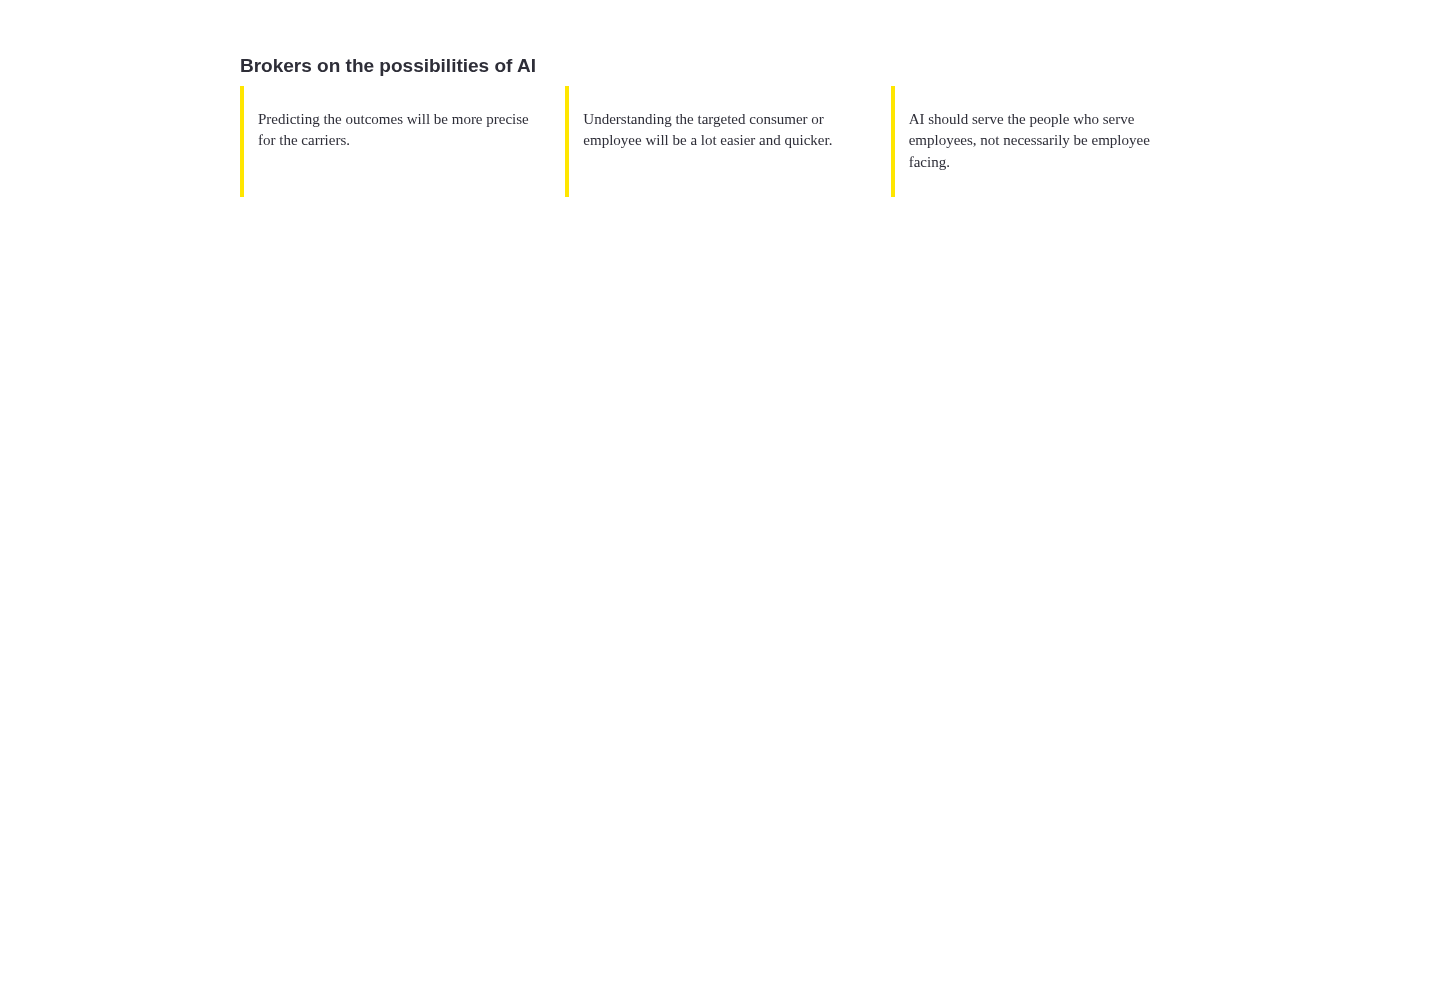 Brokers on the possibilities of AI
Predicting the outcomes will be more precise
for the carriers.
Understanding the targeted consumer or
employee will be a lot easier and quicker.
AI should serve the people who serve
employees, not necessarily be employee
facing.